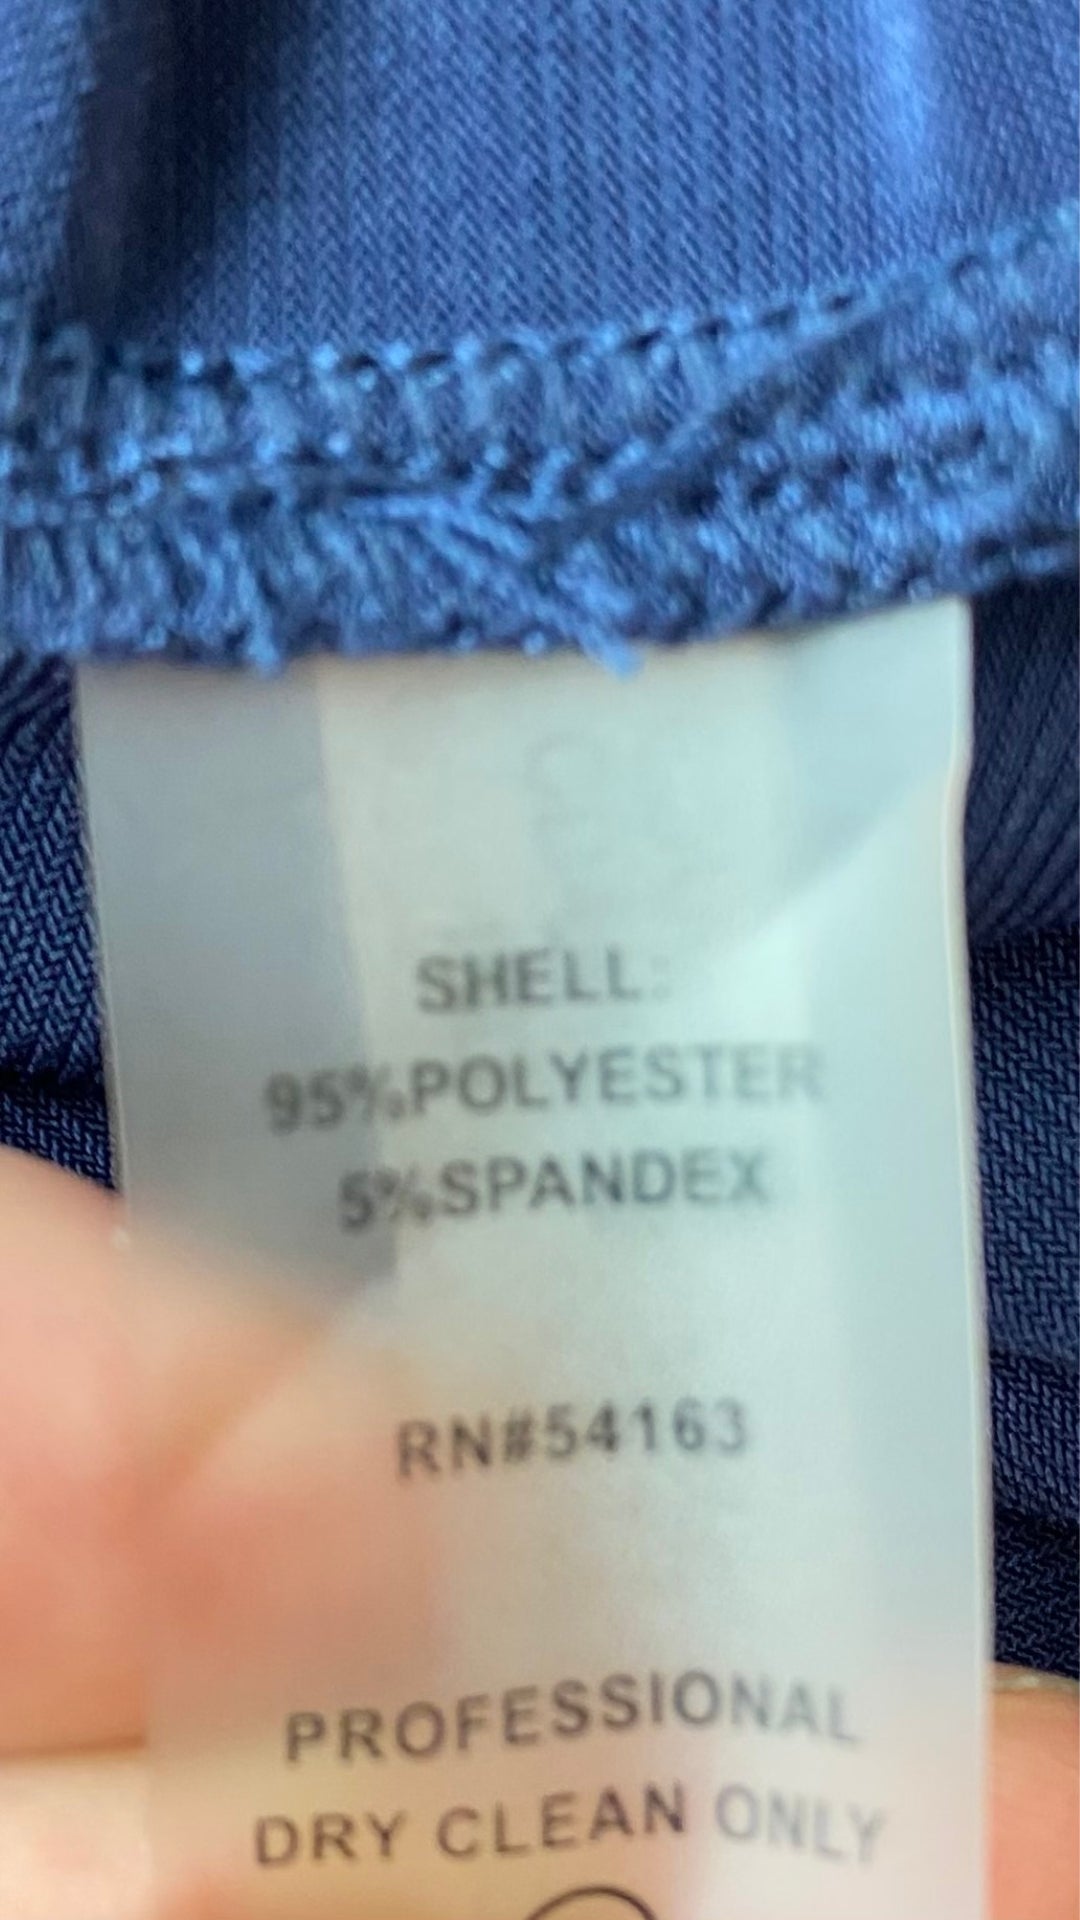 SHELL:
95%POLYESTER
5%SPANDEX
RN#54163
PROFESSIONAL
DRY CLEAN ONLY